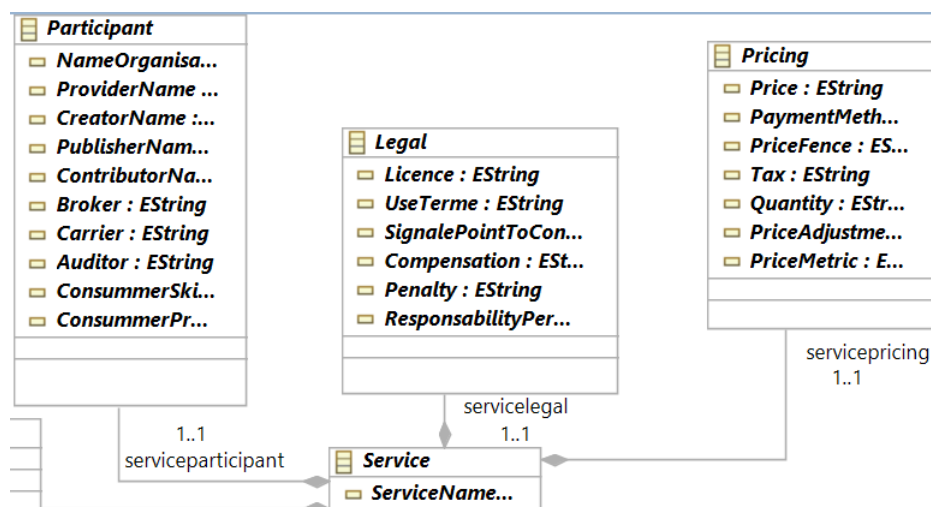 Participant
NameOrganisa...
ProviderName ...
CreatorName :...
PublisherNam...
ContributorNa...
Broker : EString
Carrier : EString
Auditor : EString
ConsummerSki...
ConsummerPr...
Legal
Licence : EString
UseTerme : EString
SignalePointToCon...
Compensation : ESt...
Penalty : EString
ResponsabilityPer...
Pricing
Price : EString
PaymentMeth...
PriceFence : ES...
Tax : EString
Quantity : EStr...
PriceAdjustme...
PriceMetric : E...
servicepricing
1..1
servicelegal
1..1
1..1
serviceparticipant
Service
ServiceName...